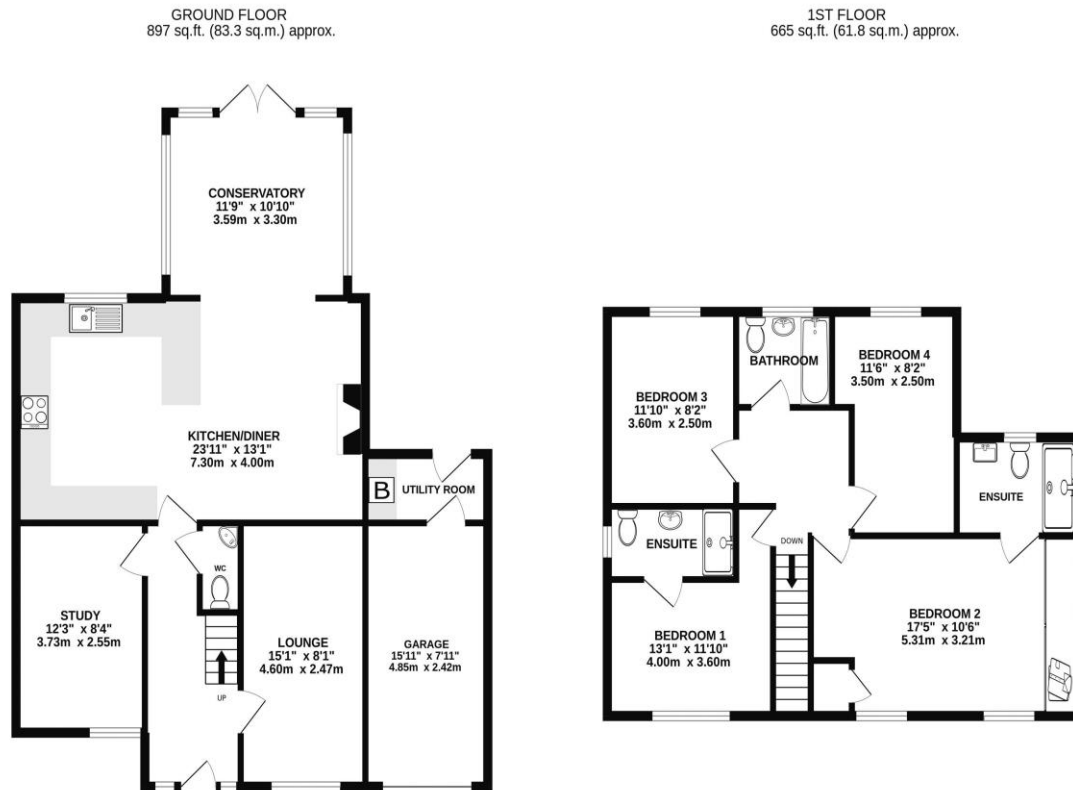 GROUND FLOOR
897 sq.ft. (83.3 sq.m.) approx.
CONSERVATORY
11'9" x 10'10"
3.59m x 3.30m
KITCHEN/DINER
23'11" x 13'1"
7.30m x 4.00m
B
UTILITY ROOM
WC
STUDY
12'3" x 8'4"
3.73m x 2.55m
UP
LOUNGE
15'1" x 8'1"
4.60m x 2.47m
GARAGE
15'11" x 7'11"
4.85m x 2.42m
1ST FLOOR
665 sq.ft. (61.8 sq.m.) approx.
BEDROOM 3
11'10" x 8'2"
3.60m x 2.50m
BATHROOM
BEDROOM 4
11'6" x 8'2"
3.50m x 2.50m
ENSUITE
ENSUITE
DOWN
BEDROOM 1
13'1" x 11'10"
4.00m x 3.60m
BEDROOM 2
17'5" x 10'6"
5.31m x 3.21m